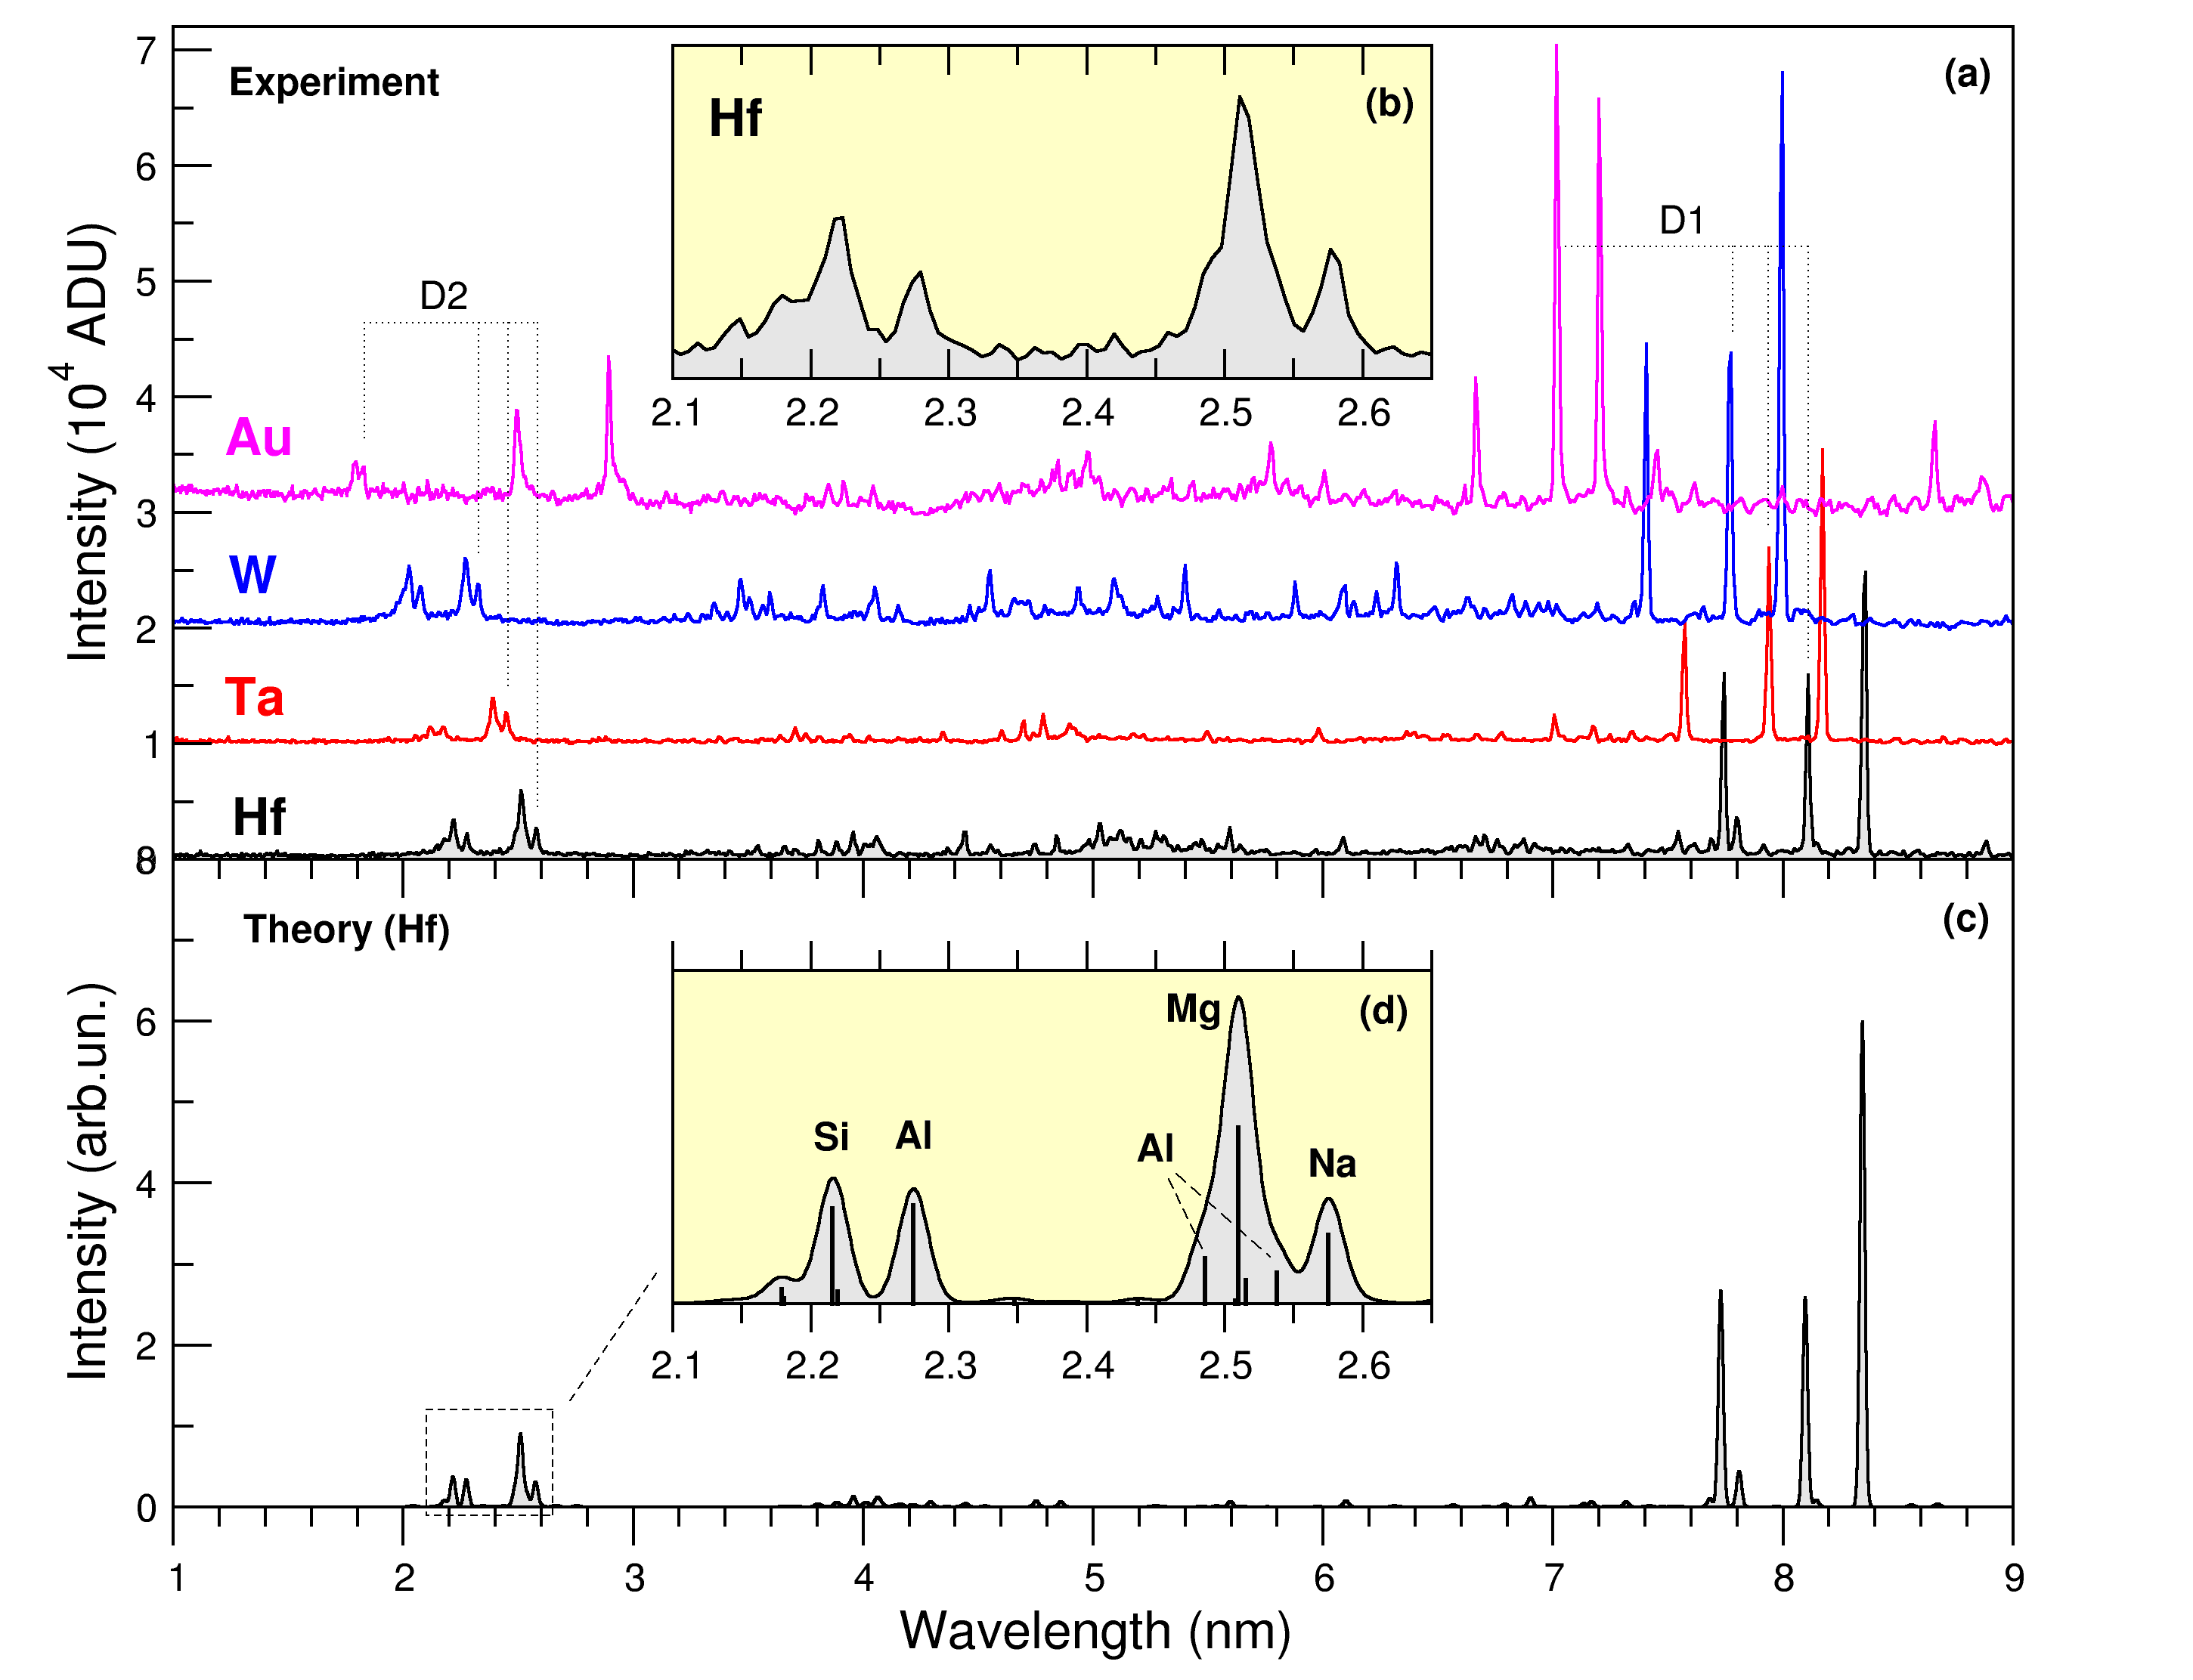 Experiment
(a)
Intensity (10^4 ADU)
7
6
5
4
3
2
1
8
D2
D1
Au
W
Ta
Hf
Hf
(b)
2.1 2.2 2.3 2.4 2.5 2.6
Theory (Hf)
(c)
Intensity (arb.un.)
6
4
2
0
(d)
Si
Al
Mg
Al
Na
2.1 2.2 2.3 2.4 2.5 2.6
1 2 3 4 5 6 7 8 9
Wavelength (nm)